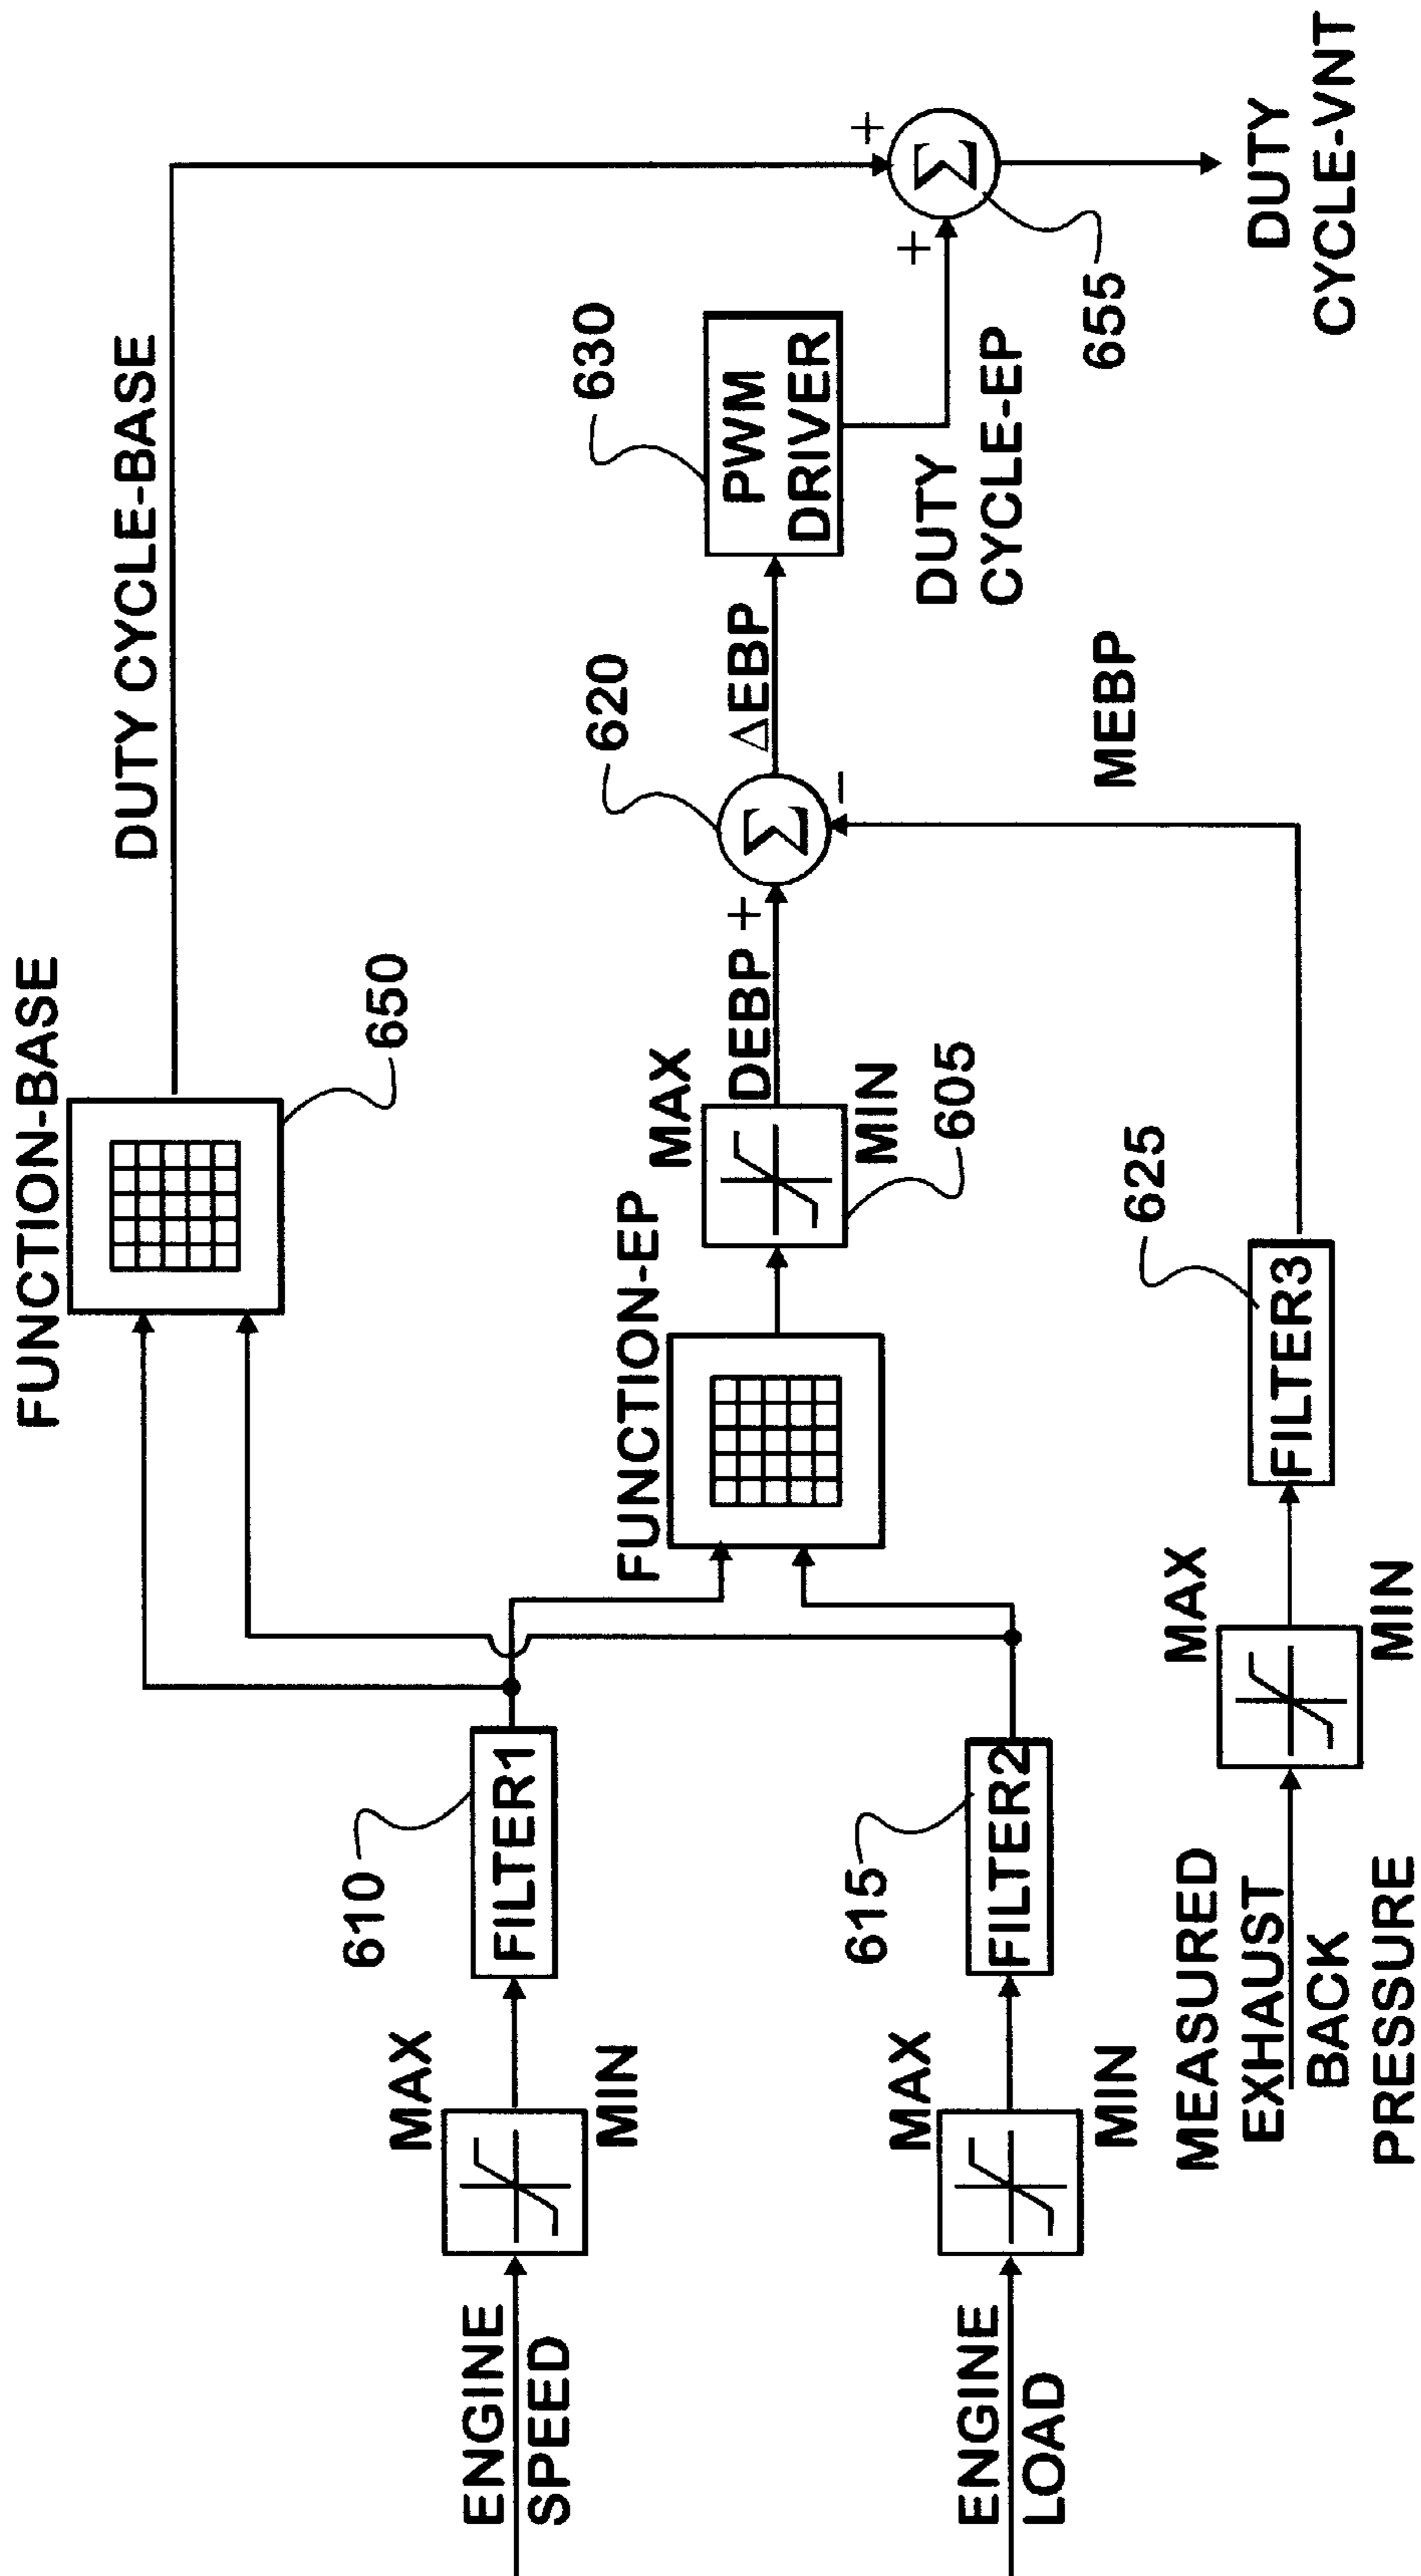 FUNCTION-BASE
DUTY CYCLE-BASE
650
ENGINE
SPEED
MAX
MIN
610
FILTER1
FUNCTION-EP
MAX
MIN
605
DEBP +
620
Σ
ΔEBP
−
630
PWM
DRIVER
DUTY
CYCLE-EP
+
+
Σ
655
DUTY
CYCLE-VNT
ENGINE
LOAD
MAX
MIN
615
FILTER2
MEASURED
EXHAUST
BACK
PRESSURE
MAX
MIN
625
FILTER3
MEBP